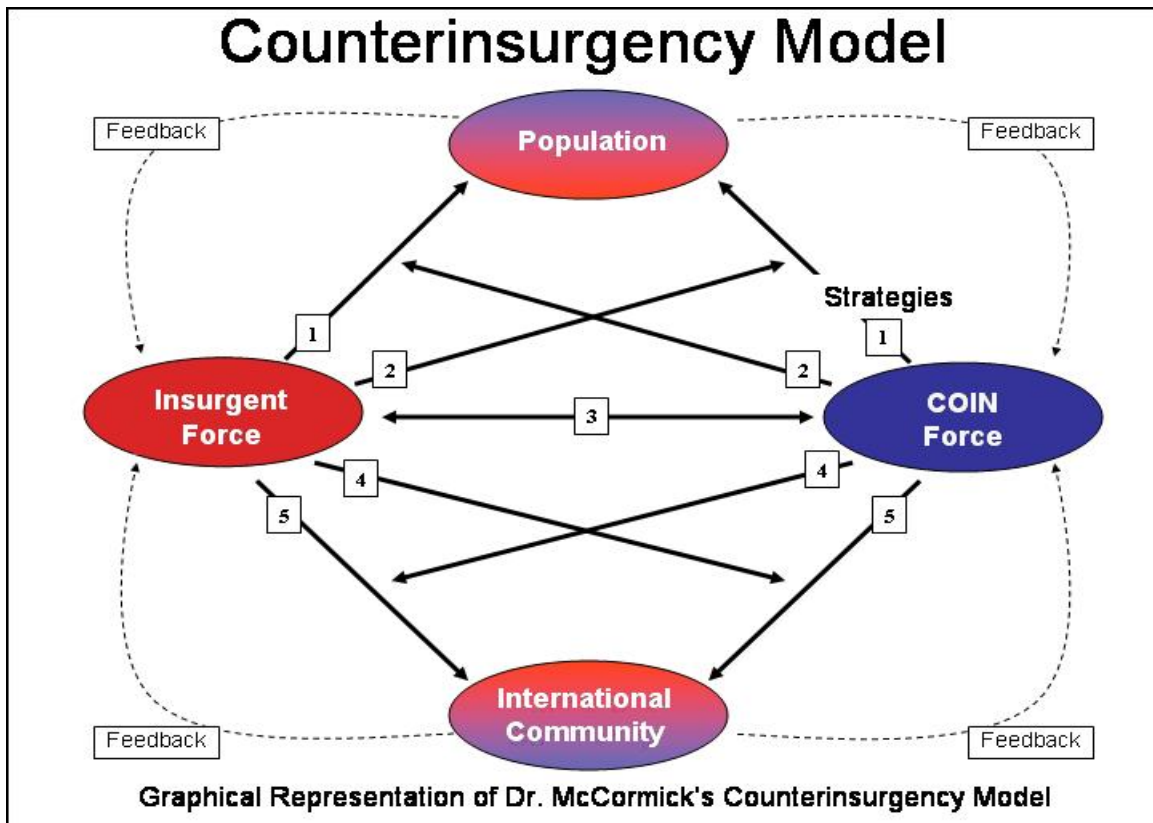 Counterinsurgency Model
Feedback
Population
Feedback
Strategies
1
1
2
2
Insurgent
Force
3
COIN
Force
4
4
5
5
International
Community
Feedback
Feedback
Graphical Representation of Dr. McCormick's Counterinsurgency Model